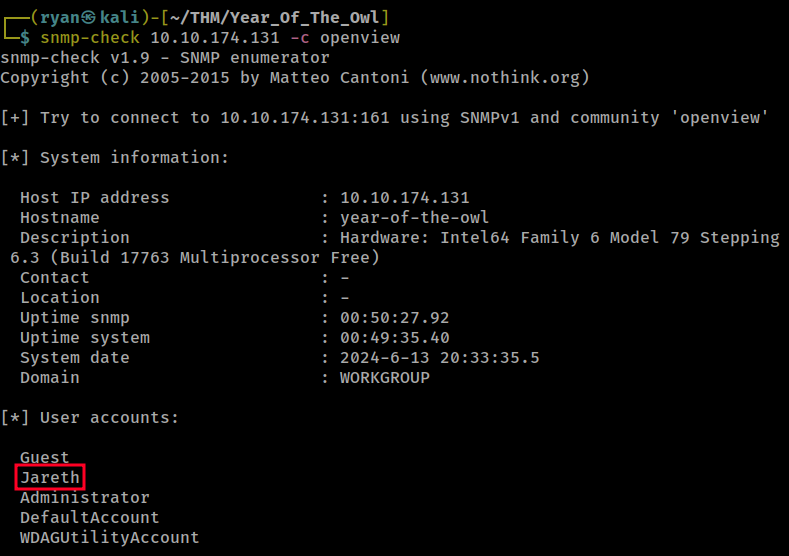 ┌──(ryan㉿kali)-[~/THM/Year_Of_The_Owl]
└─$ snmp-check 10.10.174.131 -c openview
snmp-check v1.9 - SNMP enumerator
Copyright (c) 2005-2015 by Matteo Cantoni (www.nothink.org)
[+] Try to connect to 10.10.174.131:161 using SNMPv1 and community 'openview'
[*] System information:
Host IP address : 10.10.174.131
Hostname : year-of-the-owl
Description : Hardware: Intel64 Family 6 Model 79 Stepping
6.3 (Build 17763 Multiprocessor Free)
Contact : -
Location : -
Uptime snmp : 00:50:27.92
Uptime system : 00:49:35.40
System date : 2024-6-13 20:33:35.5
Domain : WORKGROUP
[*] User accounts:
Guest
Jareth
Administrator
DefaultAccount
WDAGUtilityAccount